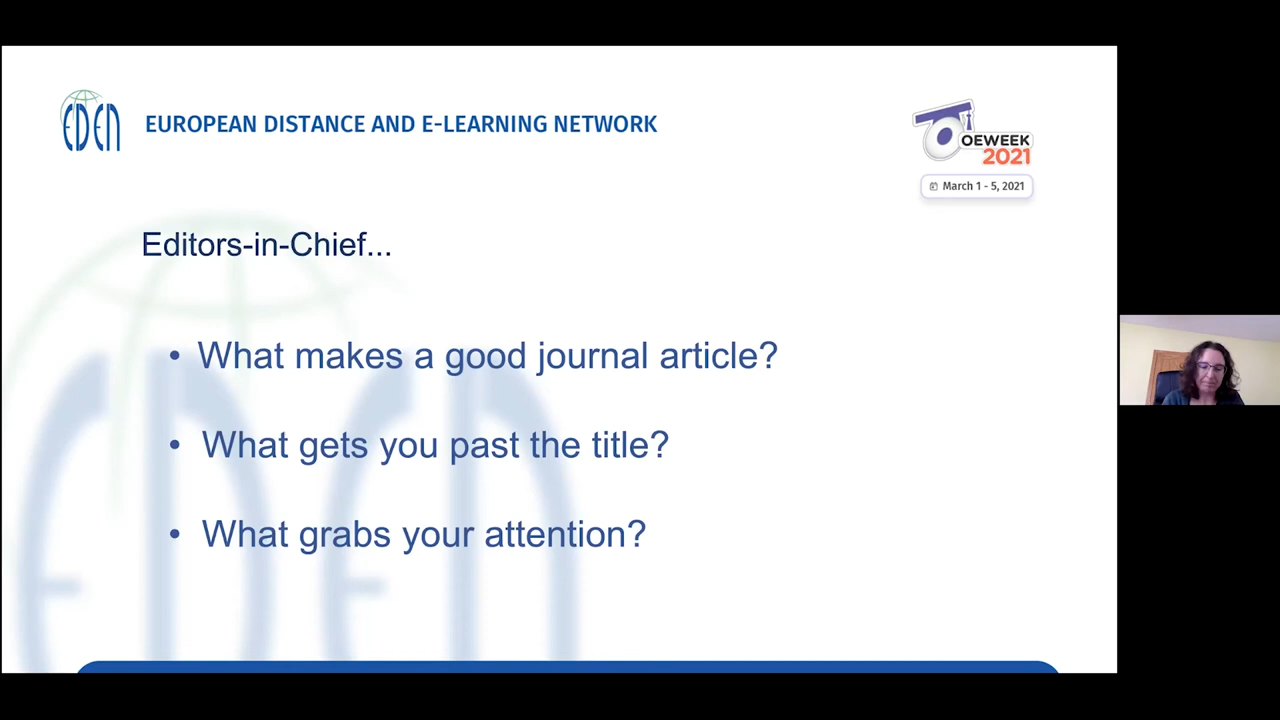 EDEN
EUROPEAN DISTANCE AND E-LEARNING NETWORK
OEWEEK
2021
March 1 - 5, 2021
Editors-in-Chief...
• What makes a good journal article?
• What gets you past the title?
• What grabs your attention?